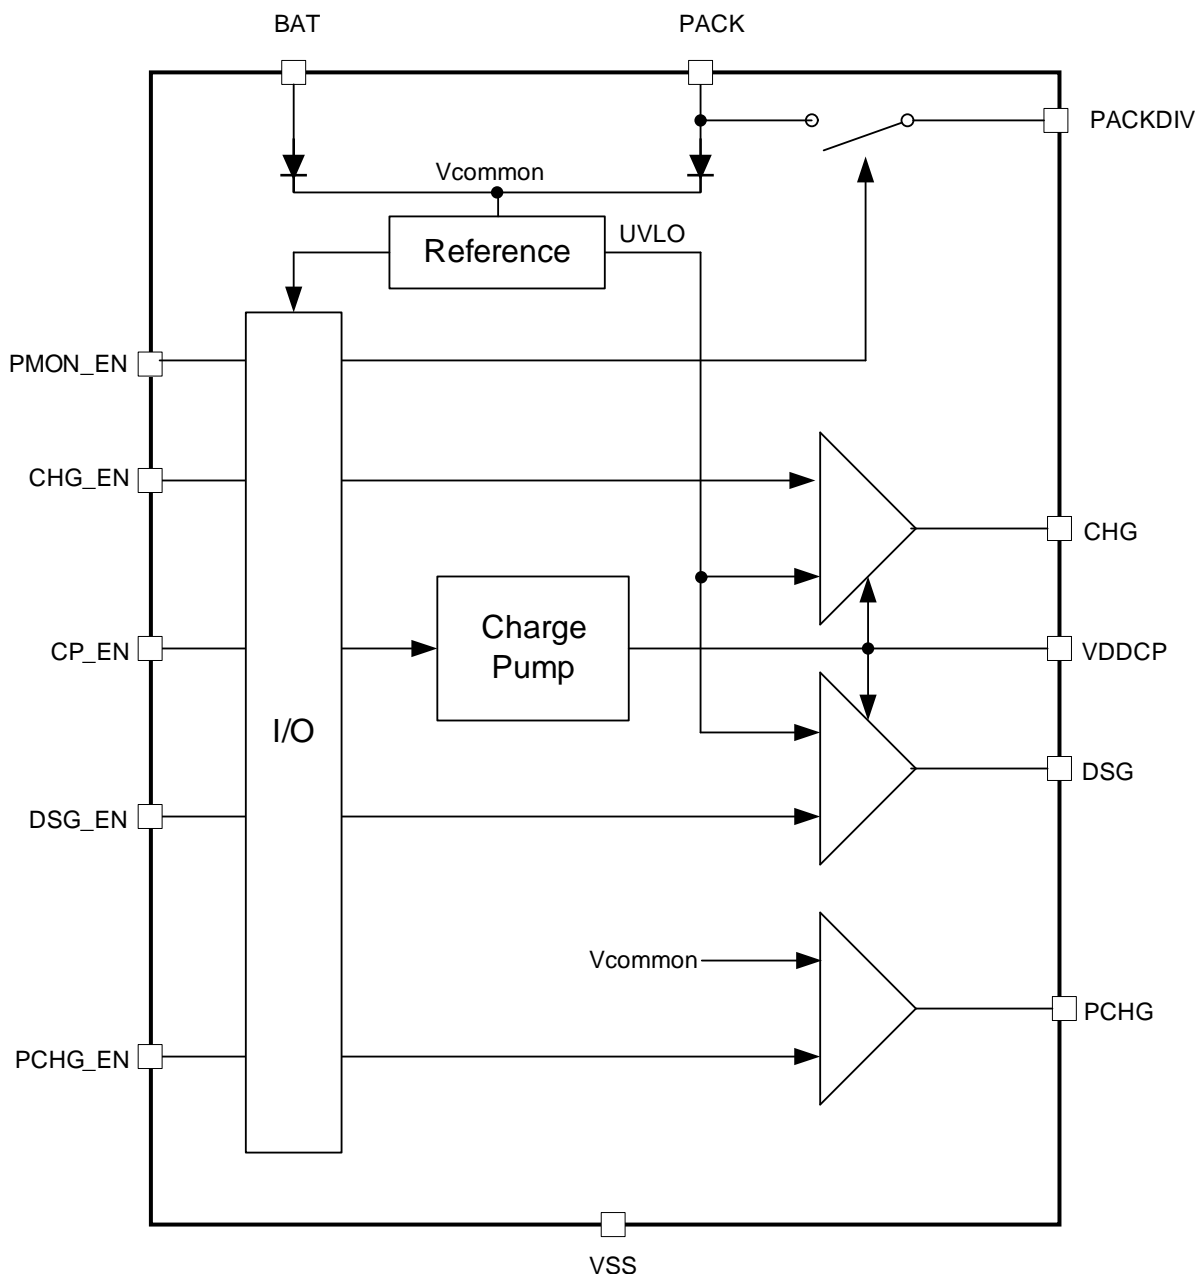 BAT
PACK
PACKDIV
Vcommon
Reference
UVLO
PMON_EN
CHG_EN
CHG
Charge
Pump
CP_EN
VDDCP
I/O
DSG
DSG_EN
Vcommon
PCHG
PCHG_EN
VSS